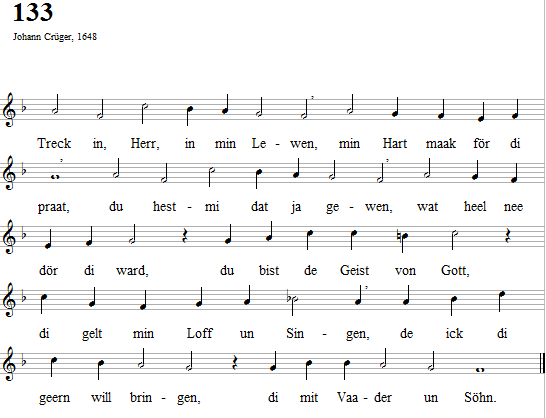 133
Johann Crüger, 1648
Treck in, Herr, in min Le - wen, min Hart maak för di
praat, du hest - mi dat ja ge - wen, wat heel nee
dör di ward, du bist de Geist von Gott,
di gelt min Loff un Sin - gen, de ick di
geern will brin - gen, di mit Vaa - der un Söhn.